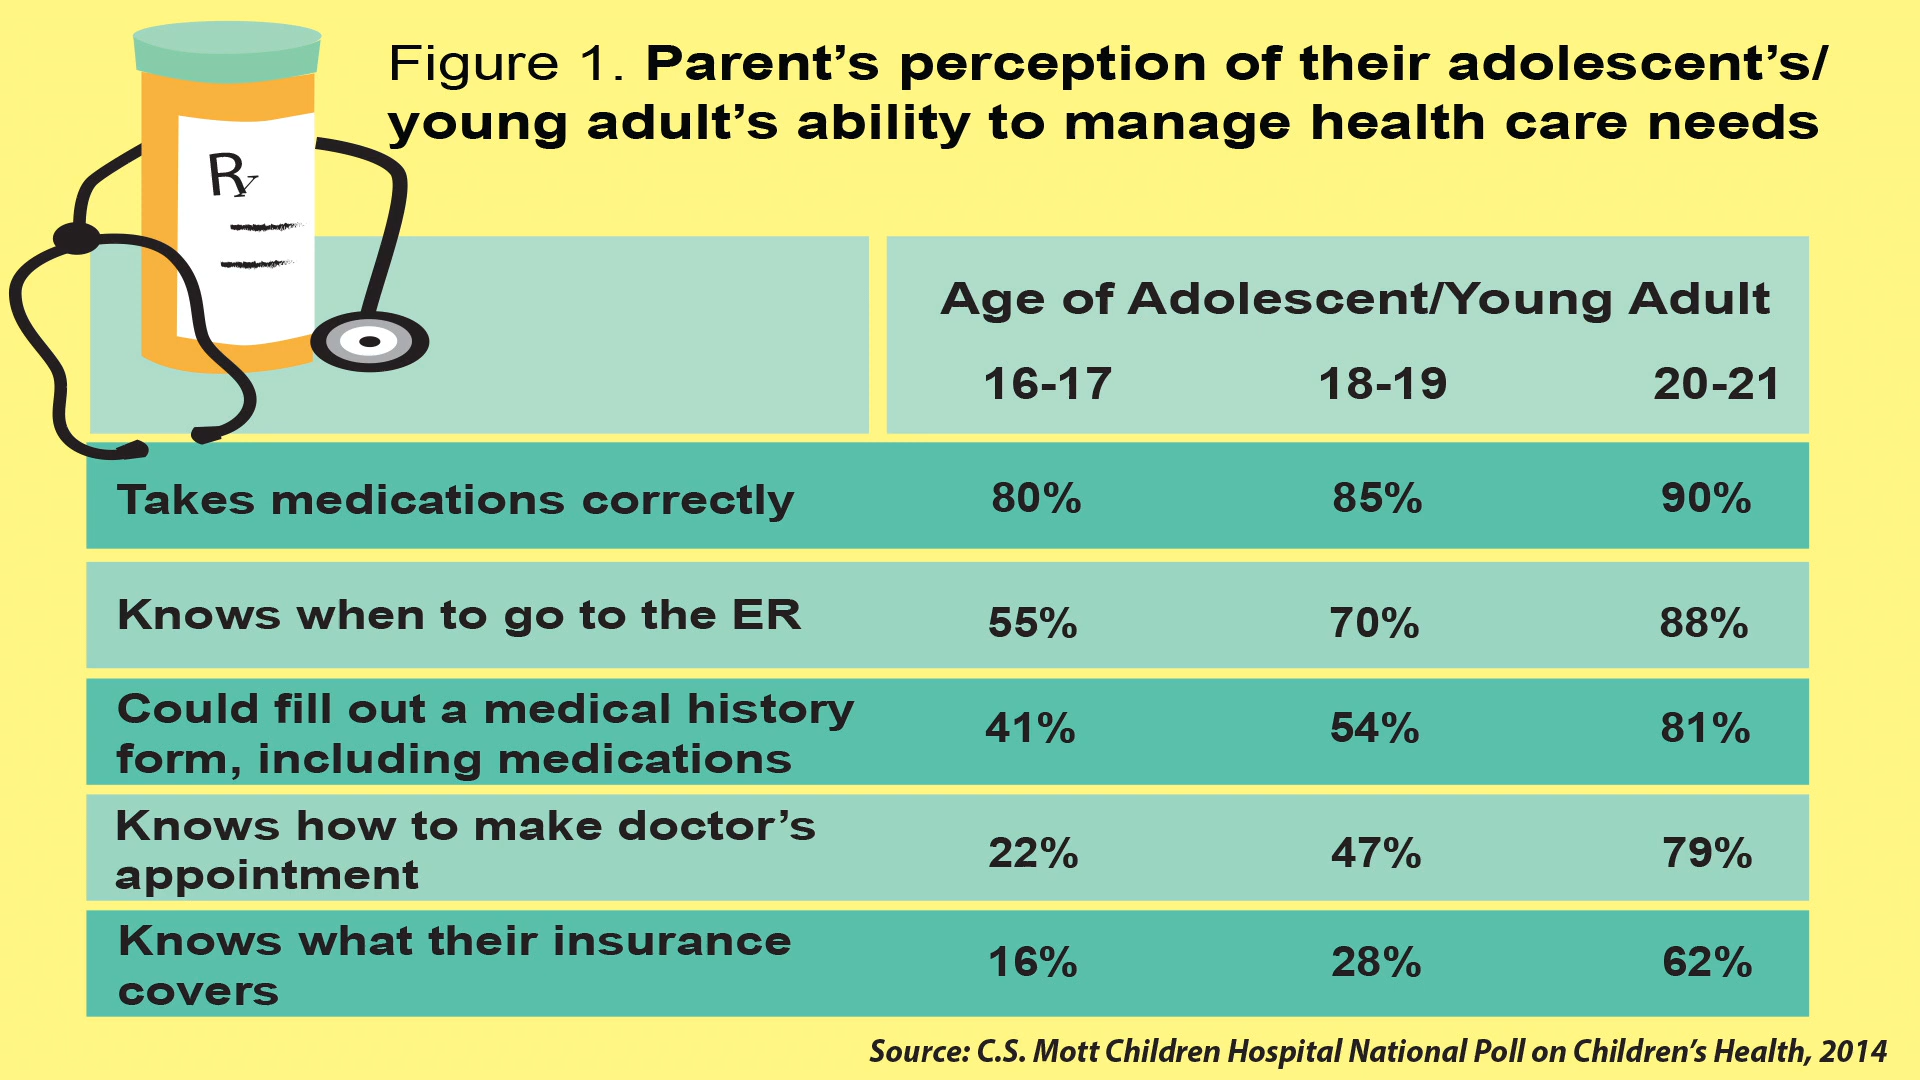 Figure 1. Parent’s perception of their adolescent’s/
young adult’s ability to manage health care needs
Rx
Age of Adolescent/Young Adult
16-17 18-19 20-21
Takes medications correctly 80% 85% 90%
Knows when to go to the ER 55% 70% 88%
Could fill out a medical history
form, including medications 41% 54% 81%
Knows how to make doctor’s
appointment 22% 47% 79%
Knows what their insurance
covers 16% 28% 62%
Source: C.S. Mott Children Hospital National Poll on Children’s Health, 2014